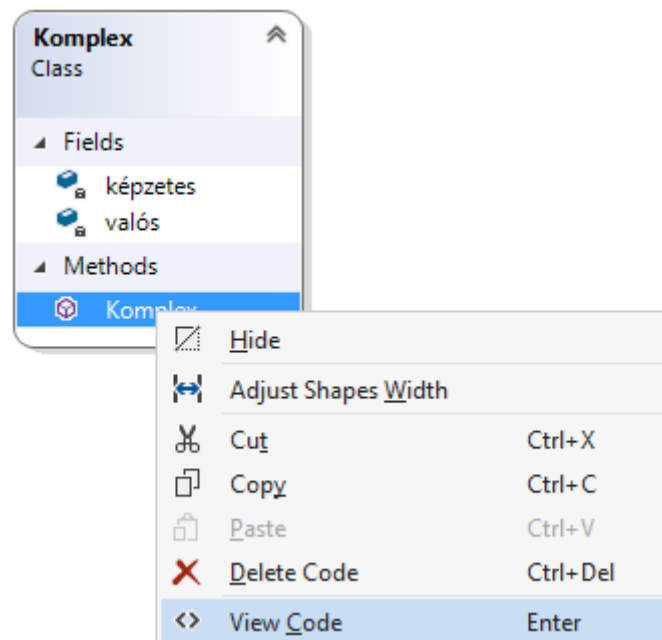 Komplex
Class
Fields
képzetes
valós
Methods
Komplex
Hide
Adjust Shapes Width
Cut Ctrl+X
Copy Ctrl+C
Paste Ctrl+V
Delete Code Ctrl+Del
View Code Enter